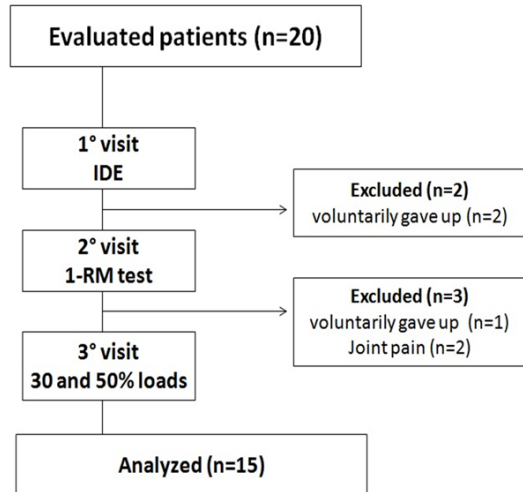 Evaluated patients (n=20)
1° visit
IDE
Excluded (n=2)
voluntarily gave up (n=2)
2° visit
1-RM test
Excluded (n=3)
voluntarily gave up (n=1)
Joint pain (n=2)
3° visit
30 and 50% loads
Analyzed (n=15)